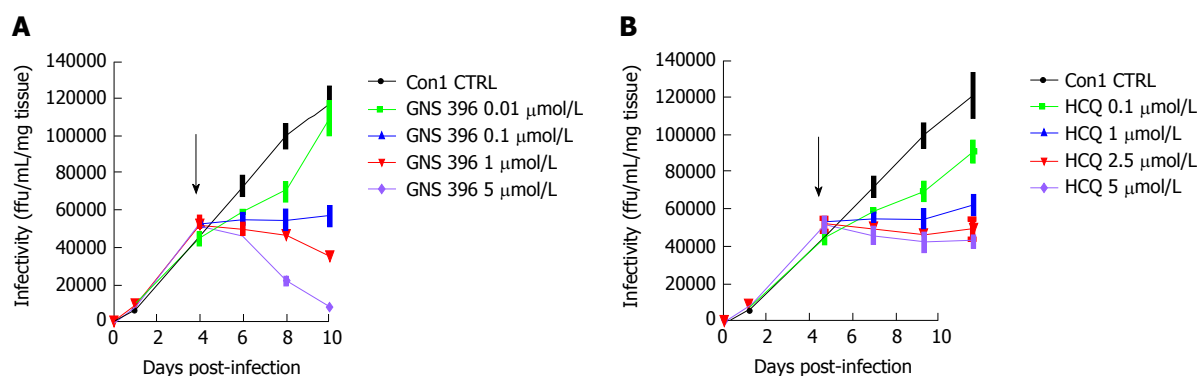 A
Infectivity (ffu/mL/mg tissue)
140000
120000
100000
80000
60000
40000
20000
0
0 2 4 6 8 10
Days post-infection
Con1 CTRL
GNS 396 0.01 μmol/L
GNS 396 0.1 μmol/L
GNS 396 1 μmol/L
GNS 396 5 μmol/L
B
Infectivity (ffu/mL/mg tissue)
140000
120000
100000
80000
60000
40000
20000
0
0 2 4 6 8 10
Days post-infection
Con1 CTRL
HCQ 0.1 μmol/L
HCQ 1 μmol/L
HCQ 2.5 μmol/L
HCQ 5 μmol/L